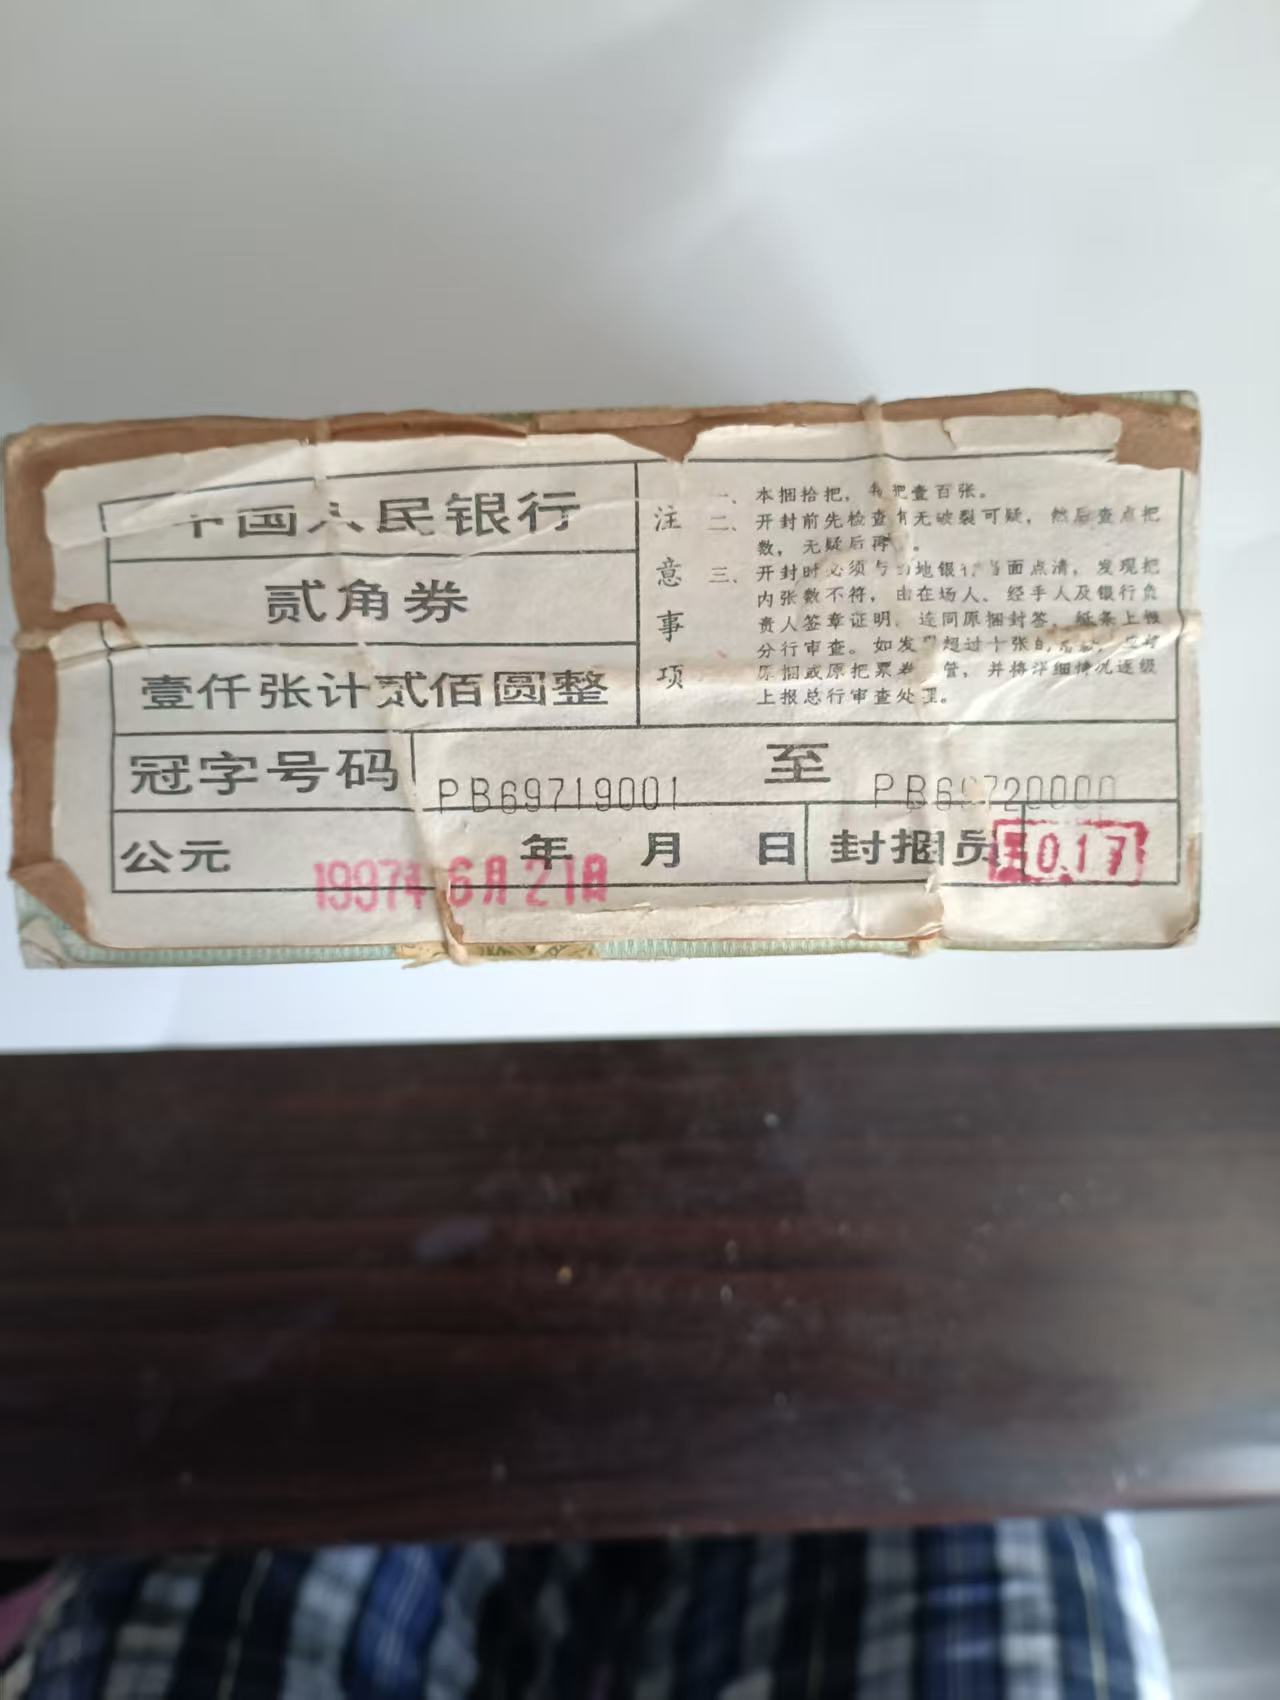 中国人民银行
贰角券
壹仟张计贰佰圆整
注意事项
一、本捆拾把，每把壹百张。
二、开封前先检查有无破裂可疑，然后查点把
数，无疑后再。
三、开封时必须与当地银行当面点清，发现把
内张数不符，由在场人、经手人及银行负
责人签章证明，连同原捆封签，纸条上报
分行审查。如发现超过十张的
原捆或原把票券 管，并将详细情况逐级
上报总行审查处理。
冠字号码 PB69719001 至 PB69720000
公元 年 月 日 封捆员 017
1997年6月21日